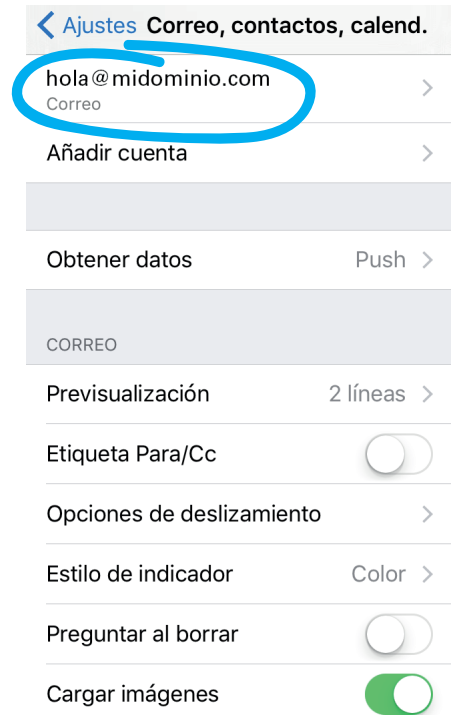 Ajustes Correo, contactos, calend.
hola@midominio.com
Correo
Añadir cuenta
Obtener datos Push
CORREO
Previsualización 2 líneas
Etiqueta Para/Cc
Opciones de deslizamiento
Estilo de indicador Color
Preguntar al borrar
Cargar imágenes